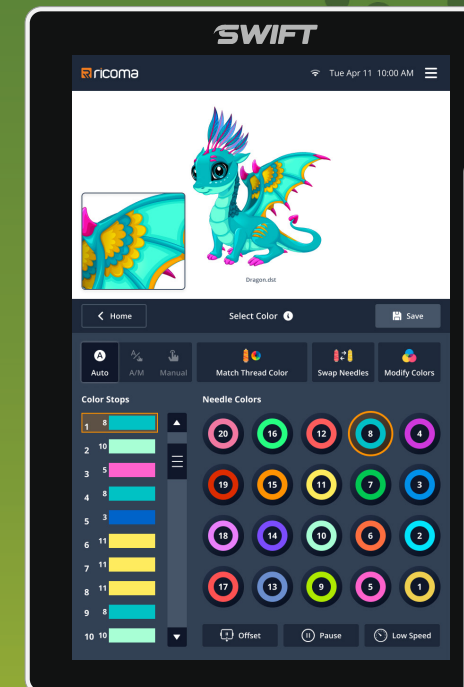 SWIFT
ricoma Tue Apr 11 10:00 AM
Dragon.dst
Home Select Color i Save
A
Auto A/M Manual Match Thread Color Swap Needles Modify Colors
Color Stops Needle Colors
1 8
2 10
3 5
4 8
5 3
6 11
7 11
8 11
9 8
10 10
20 16 12 8 4
19 15 11 7 3
18 14 10 6 2
17 13 9 5 1
Offset Pause Low Speed